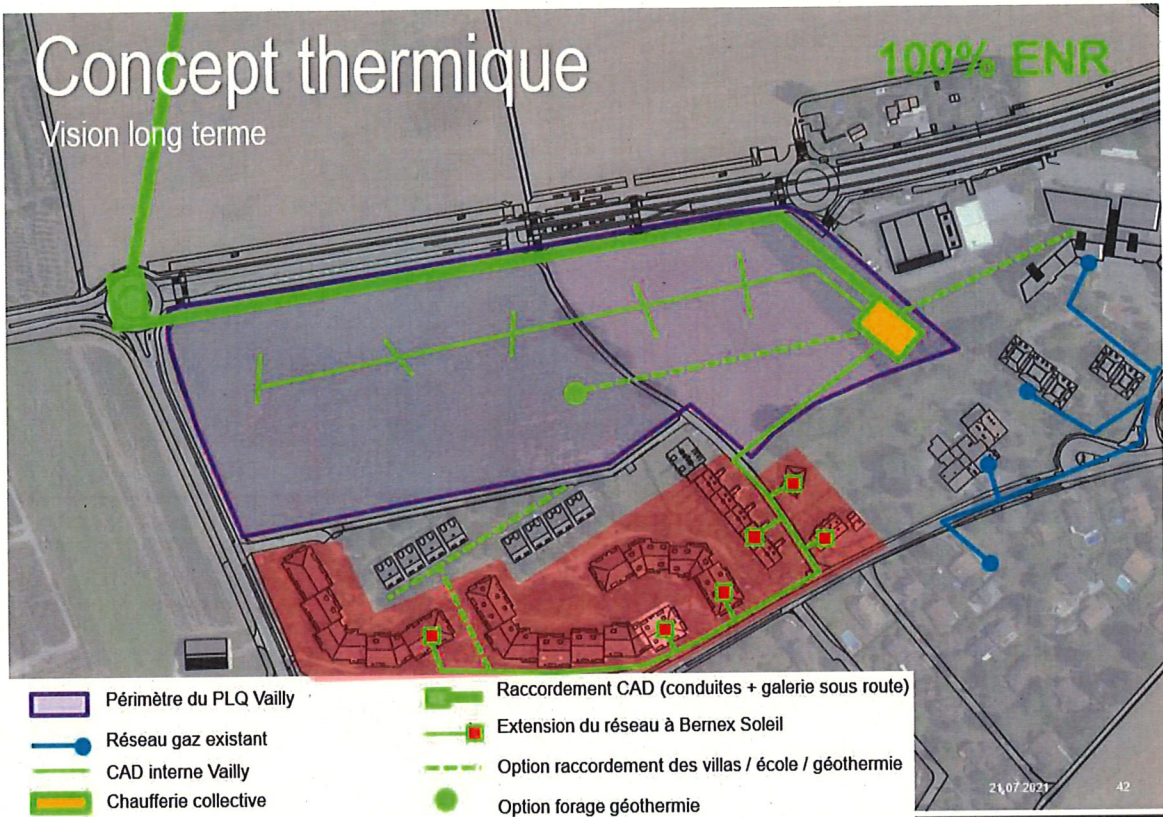 Concept thermique
100% ENR
Vision long terme
Périmètre du PLQ Vailly
Réseau gaz existant
CAD interne Vailly
Chaufferie collective
Raccordement CAD (conduites + galerie sous route)
Extension du réseau à Bernex Soleil
Option raccordement des villas / école / géothermie
Option forage géothermie
21.07.2021
42